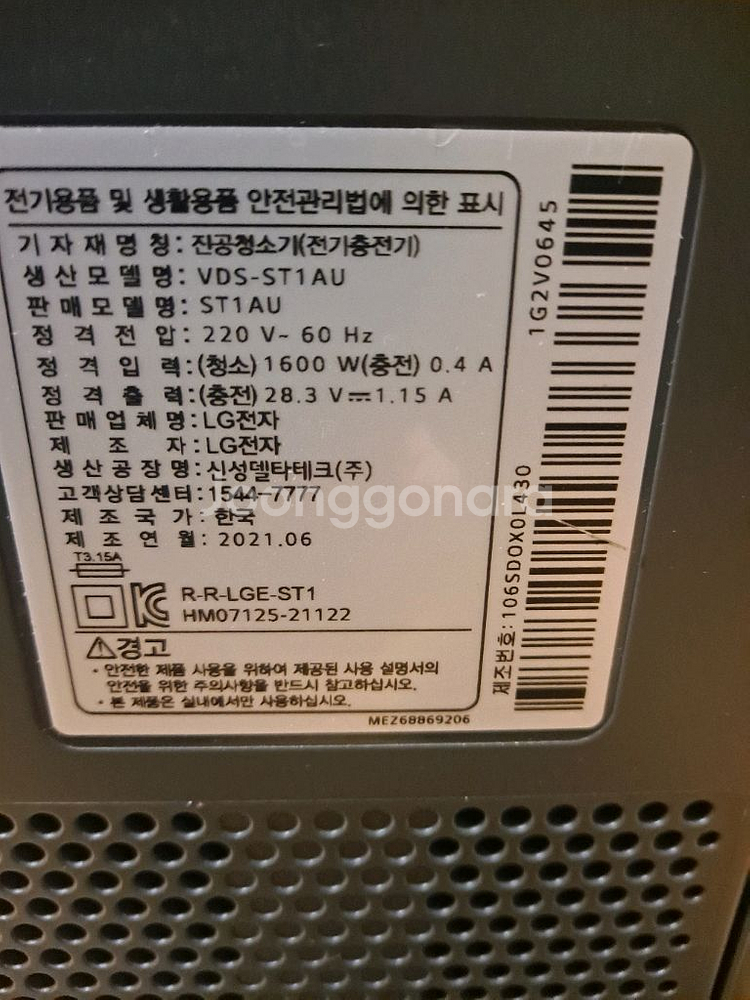 전기용품 및 생활용품 안전관리법에 의한 표시
기 자 재 명 칭 : 진공청소기(전기충전기)
생 산 모 델 명 : VDS-ST1AU
판 매 모 델 명 : ST1AU
정 격 전 압 : 220 V~ 60 Hz
정 격 입 력 : (청소) 1600 W(충전) 0.4 A
정 격 출 력 : (충전) 28.3 V⎓1.15 A
판 매 업 체 명 : LG전자
제 조 자 : LG전자
생 산 공 장 명 : 신성델타테크(주)
고객상담센터 : 1544-7777
제 조 국 가 : 한국
제 조 연 월 : 2021.06
T3.15A
R-R-LGE-ST1
HM07125-21122
⚠경고
• 안전한 제품 사용을 위하여 제공된 사용 설명서의
안전을 위한 주의사항을 반드시 참고하십시오.
• 본 제품은 실내에서만 사용하십시오.
MEZ68869206
1G2V0645
제조번호: 106SDOX01430
joonggonara